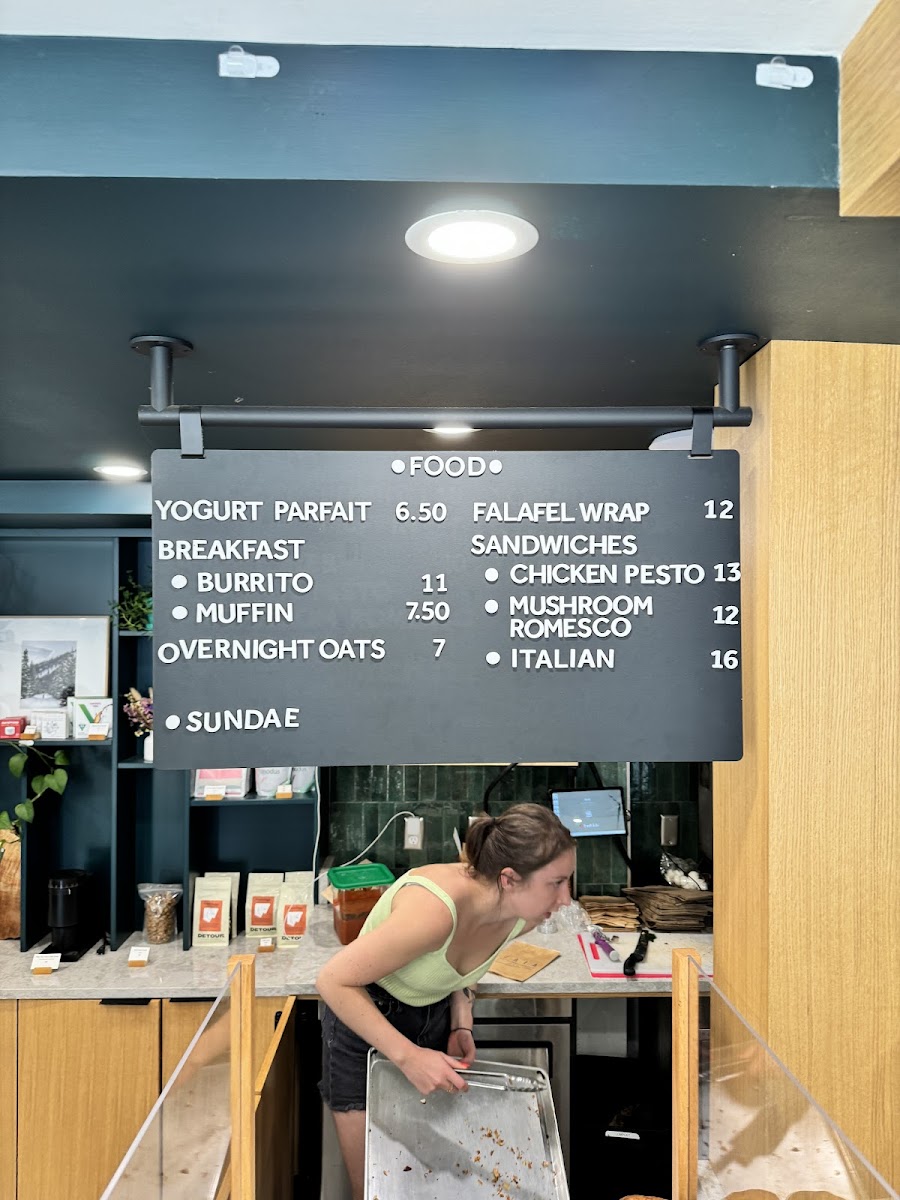 •FOOD•
YOGURT PARFAIT 6.50
BREAKFAST
• BURRITO 11
• MUFFIN 7.50
OVERNIGHT OATS 7
• SUNDAE
FALAFEL WRAP 12
SANDWICHES
• CHICKEN PESTO 13
• MUSHROOM
ROMESCO 12
• ITALIAN 16
DETOUR
DETOUR